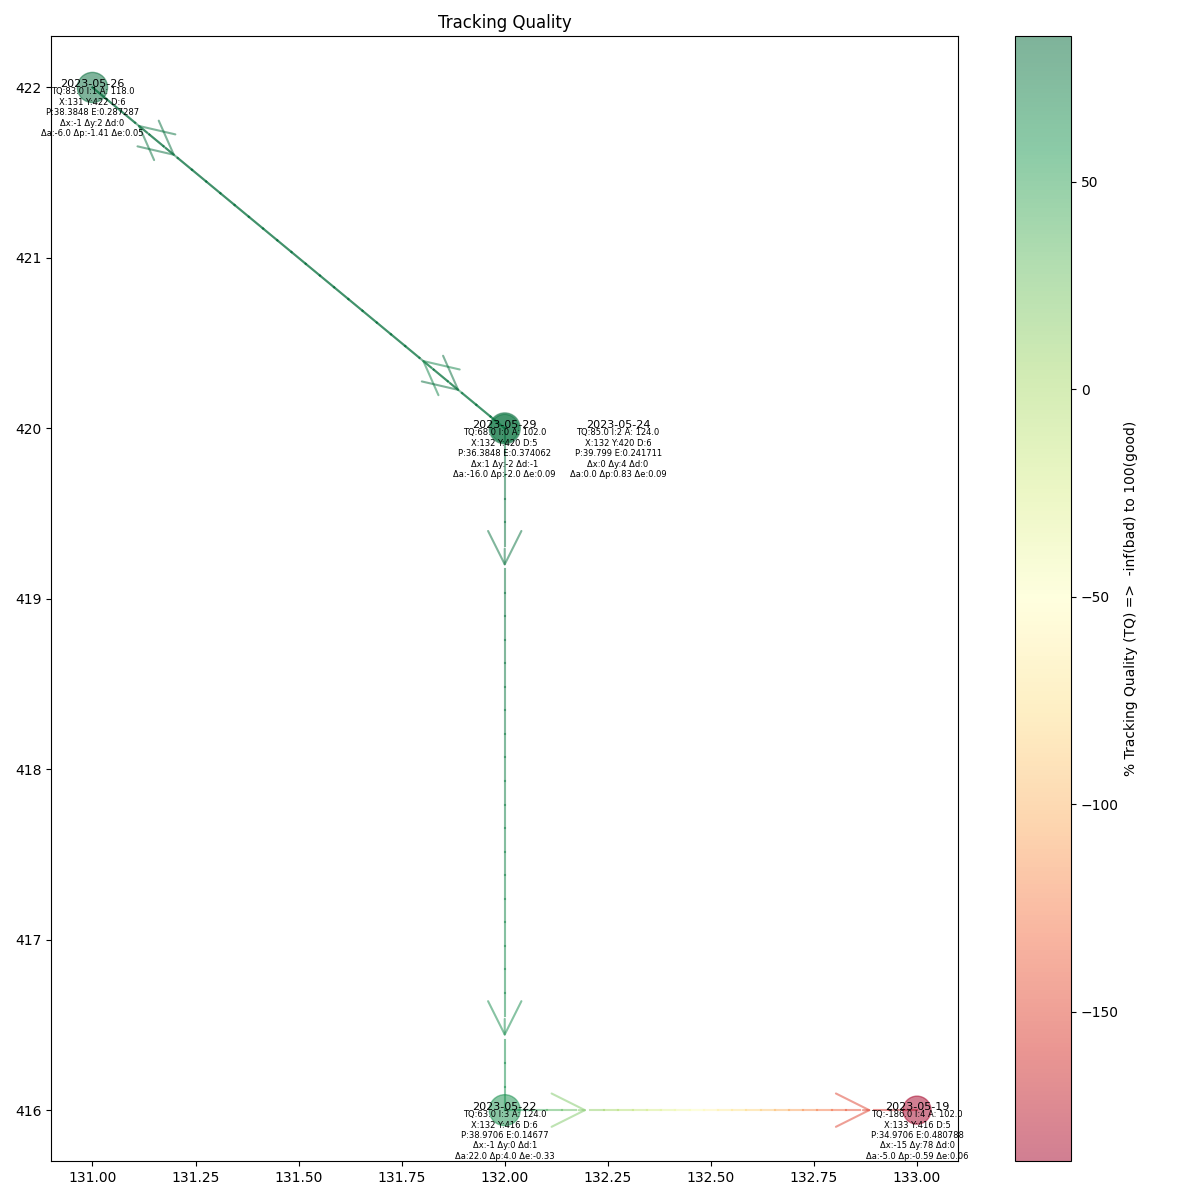 Tracking Quality
422
421
420
419
418
417
416
2023-05-26
TQ:83.0 I:1 A: 118.0
X:131 Y:422 D:6
P:38.3848 E:0.287287
Δx:-1 Δy:2 Δd:0
Δa:-6.0 Δp:-1.41 Δe:0.05
2023-05-29
TQ:68.0 I:0 A: 102.0
X:132 Y:420 D:5
P:36.3848 E:0.374062
Δx:1 Δy:-2 Δd:-1
Δa:-16.0 Δp:-2.0 Δe:0.09
2023-05-24
TQ:85.0 I:2 A: 124.0
X:132 Y:420 D:6
P:39.799 E:0.241711
Δx:0 Δy:4 Δd:0
Δa:0.0 Δp:0.83 Δe:0.09
2023-05-22
TQ:63.0 I:3 A: 124.0
X:132 Y:416 D:6
P:38.9706 E:0.14677
Δx:-1 Δy:0 Δd:1
Δa:22.0 Δp:4.0 Δe:-0.33
2023-05-19
TQ:-186.0 I:4 A: 102.0
X:133 Y:416 D:5
P:34.9706 E:0.480788
Δx:-15 Δy:78 Δd:0
Δa:-5.0 Δp:-0.59 Δe:0.06
131.00 131.25 131.50 131.75 132.00 132.25 132.50 132.75 133.00
50
0
−50
−100
−150
% Tracking Quality (TQ) => -inf(bad) to 100(good)